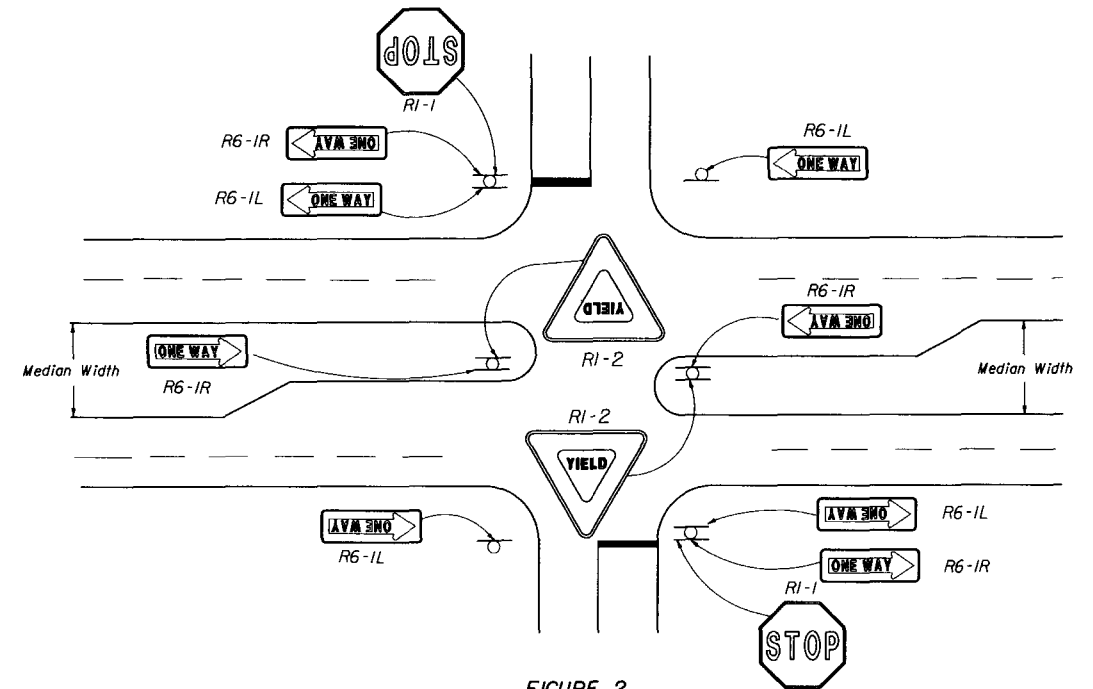 STOP
R1-1
R6-1R
ONE WAY
R6-1L
ONE WAY
R6-1L
ONE WAY
YIELD
R1-2
R6-1R
ONE WAY
ONE WAY
R6-1R
Median Width
Median Width
R1-2
YIELD
ONE WAY
R6-1L
ONE WAY
R6-1L
ONE WAY
R6-1R
R1-1
STOP
FIGURE 2